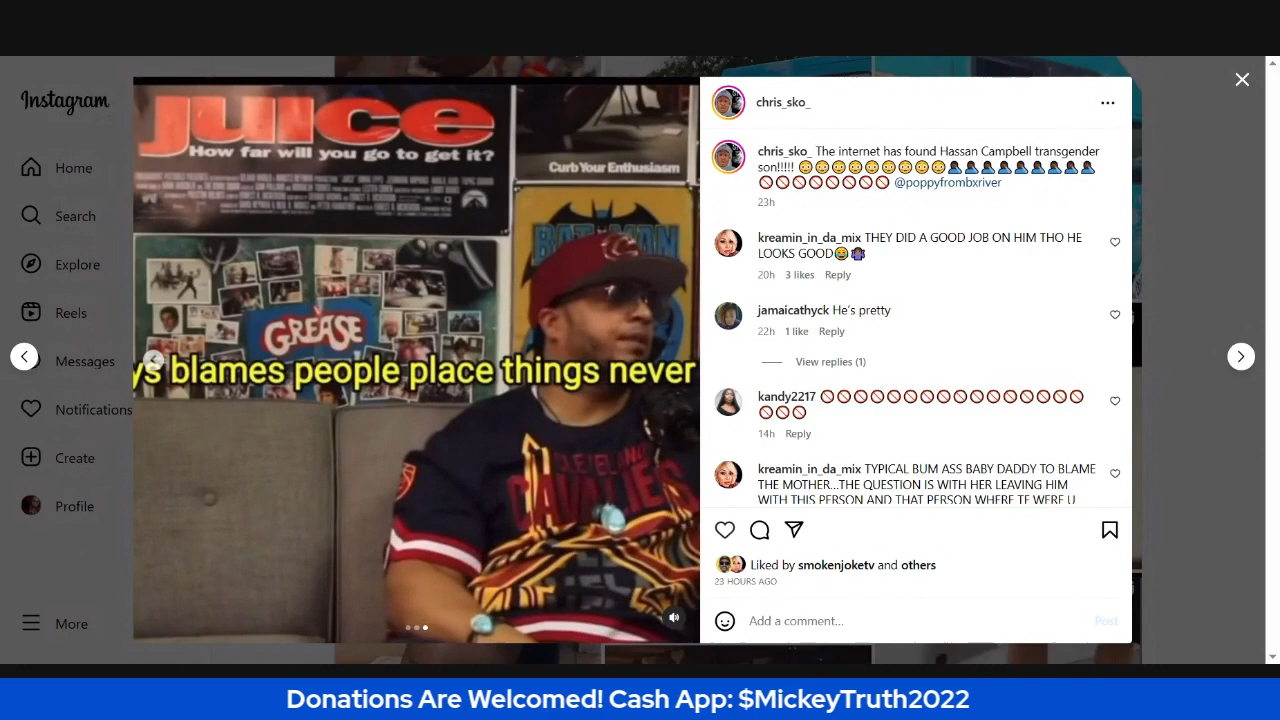 Instagram
Home
Search
Explore
Reels
Messages
Notifications
Create
Profile
More
juice
How far will you go to get it?
Curb Your Enthusiasm
BATMAN
GREASE
ys blames people place things never
CLEVELAND
CAVALIERS
chris_sko_
chris_sko_ The internet has found Hassan Campbell transgender
son!!!!! 😳😳😳😳😳😳😳😳😳🤦🏿‍♂️🤦🏿‍♂️🤦🏿‍♂️🤦🏿‍♂️🤦🏿‍♂️🤦🏿‍♂️🤦🏿‍♂️🤦🏿‍♂️🤦🏿‍♂️
🚫🚫🚫🚫🚫🚫🚫🚫 @poppyfrombxriver
23h
kreamin_in_da_mix THEY DID A GOOD JOB ON HIM THO HE
LOOKS GOOD😂🤷🏾‍♀️
20h 3 likes Reply
jamaicathyck He's pretty
22h 1 like Reply
View replies (1)
kandy2217 🚫🚫🚫🚫🚫🚫🚫🚫🚫🚫🚫🚫🚫🚫🚫🚫
🚫🚫🚫
14h Reply
kreamin_in_da_mix TYPICAL BUM ASS BABY DADDY TO BLAME
THE MOTHER...THE QUESTION IS WITH HER LEAVING HIM
WITH THIS PERSON AND THAT PERSON WHERE TF WERE U
Liked by smokenjoketv and others
23 HOURS AGO
Add a comment...
Post
Donations Are Welcomed! Cash App: $MickeyTruth2022